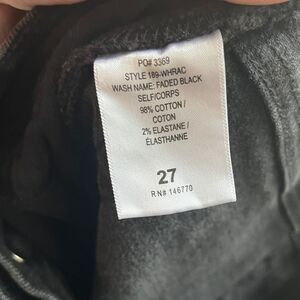 PO# 3369
STYLE 189-WHRAC
WASH NAME: FADED BLACK
SELF/CORPS
98% COTTON /
COTON
2% ELASTANE /
ÉLASTHANNE
27
RN# 146770